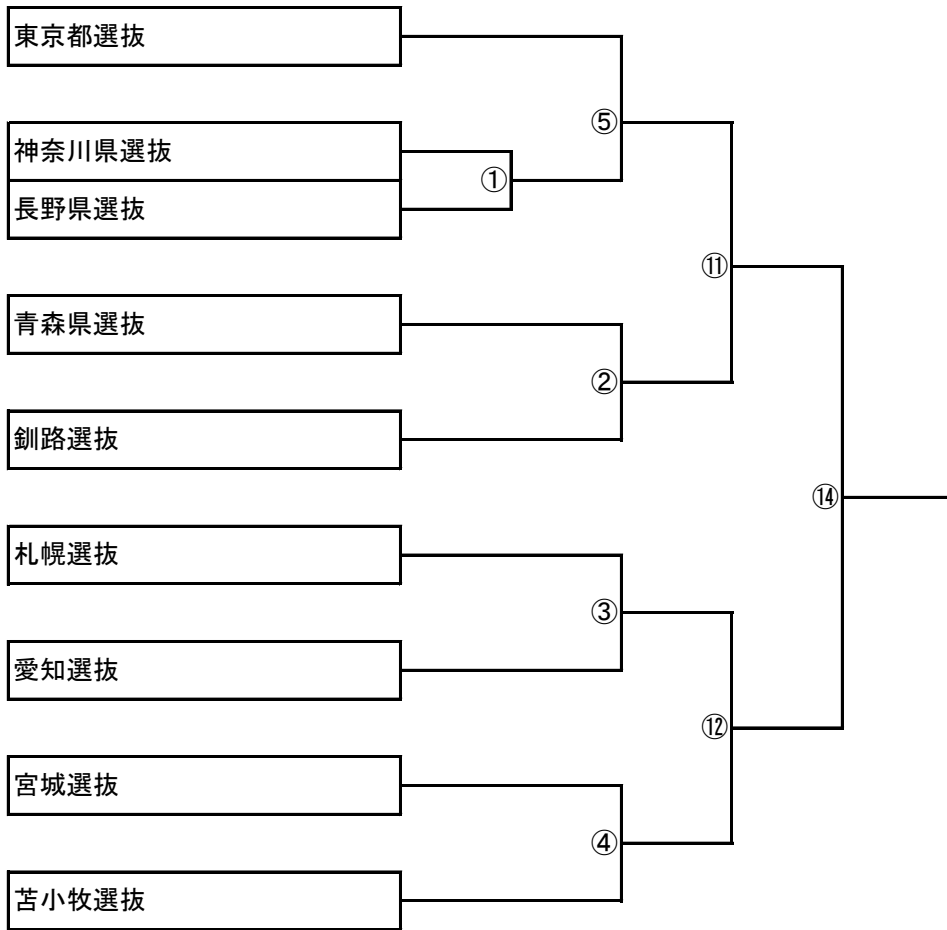 東京都選抜
⑤
神奈川県選抜
①
長野県選抜
⑪
青森県選抜
②
釧路選抜
⑭
札幌選抜
③
愛知選抜
⑫
宮城選抜
④
苫小牧選抜